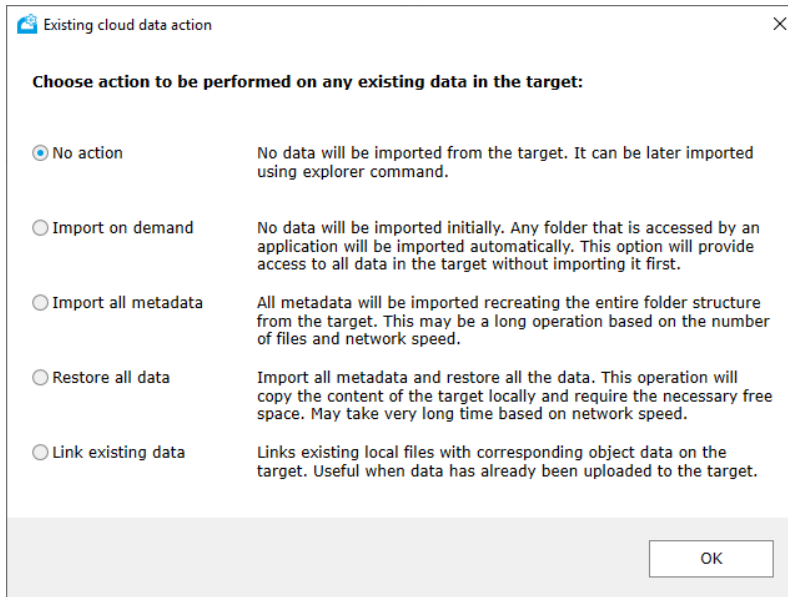 Existing cloud data action
Choose action to be performed on any existing data in the target:
No action
No data will be imported from the target. It can be later imported
using explorer command.
Import on demand
No data will be imported initially. Any folder that is accessed by an
application will be imported automatically. This option will provide
access to all data in the target without importing it first.
Import all metadata
All metadata will be imported recreating the entire folder structure
from the target. This may be a long operation based on the number
of files and network speed.
Restore all data
Import all metadata and restore all the data. This operation will
copy the content of the target locally and require the necessary free
space. May take very long time based on network speed.
Link existing data
Links existing local files with corresponding object data on the
target. Useful when data has already been uploaded to the target.
OK